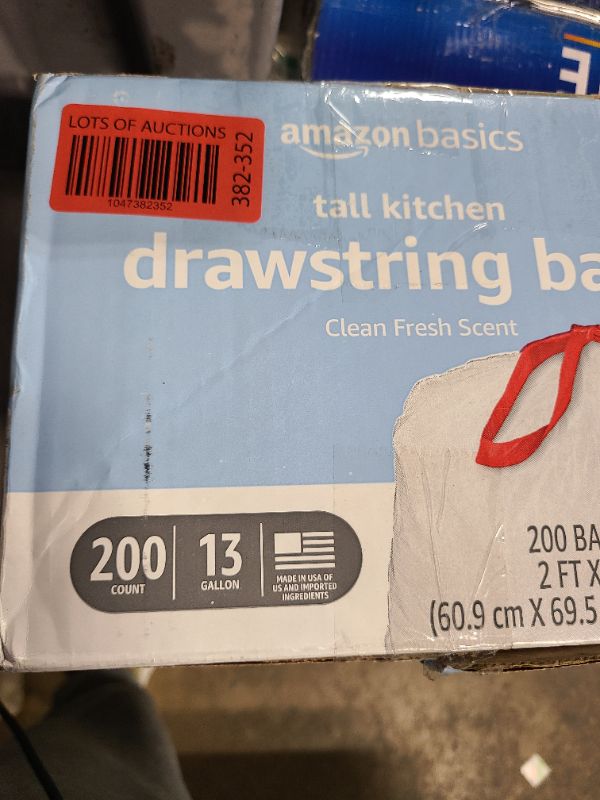 LOTS OF AUCTIONS
1047382352
382-352
amazon basics
tall kitchen
drawstring ba
Clean Fresh Scent
200
COUNT
13
GALLON
MADE IN USA OF
US AND IMPORTED
INGREDIENTS
200 BA
2 FT X
(60.9 cm X 69.5